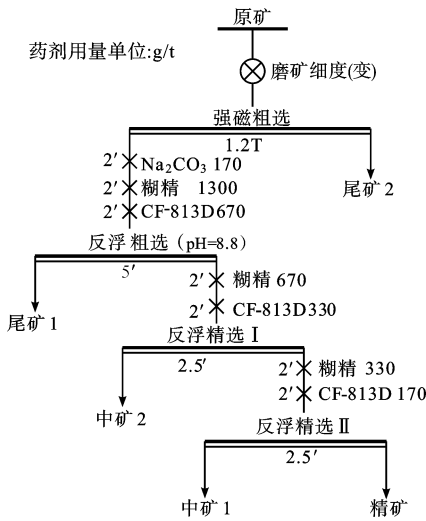 原矿
药剂用量单位:g/t
磨矿细度(变)
强磁粗选
1.2T
2′ Na₂CO₃ 170
2′ 糊精 1300
2′ CF-813D670
尾矿2
反浮粗选 (pH=8.8)
5′
2′ 糊精 670
2′ CF-813D330
尾矿1
反浮精选Ⅰ
2.5′
2′ 糊精 330
2′ CF-813D 170
中矿2
反浮精选Ⅱ
2.5′
中矿1
精矿